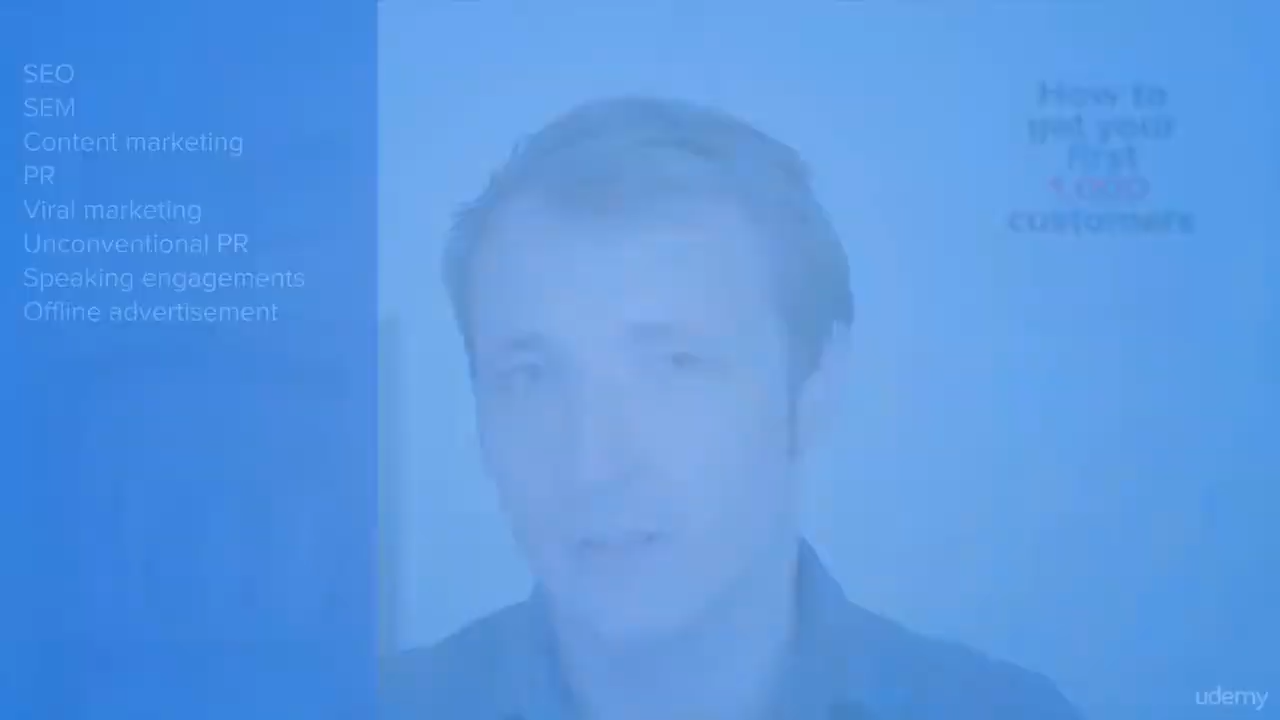 SEO
SEM
Content marketing
PR
Viral marketing
Unconventional PR
Speaking engagements
Offline advertisement
How to
get your
first
1,000
customers
udemy